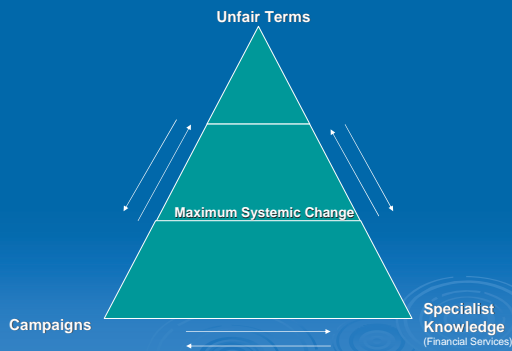 Unfair Terms
Maximum Systemic Change
Campaigns
Specialist
Knowledge
(Financial Services)